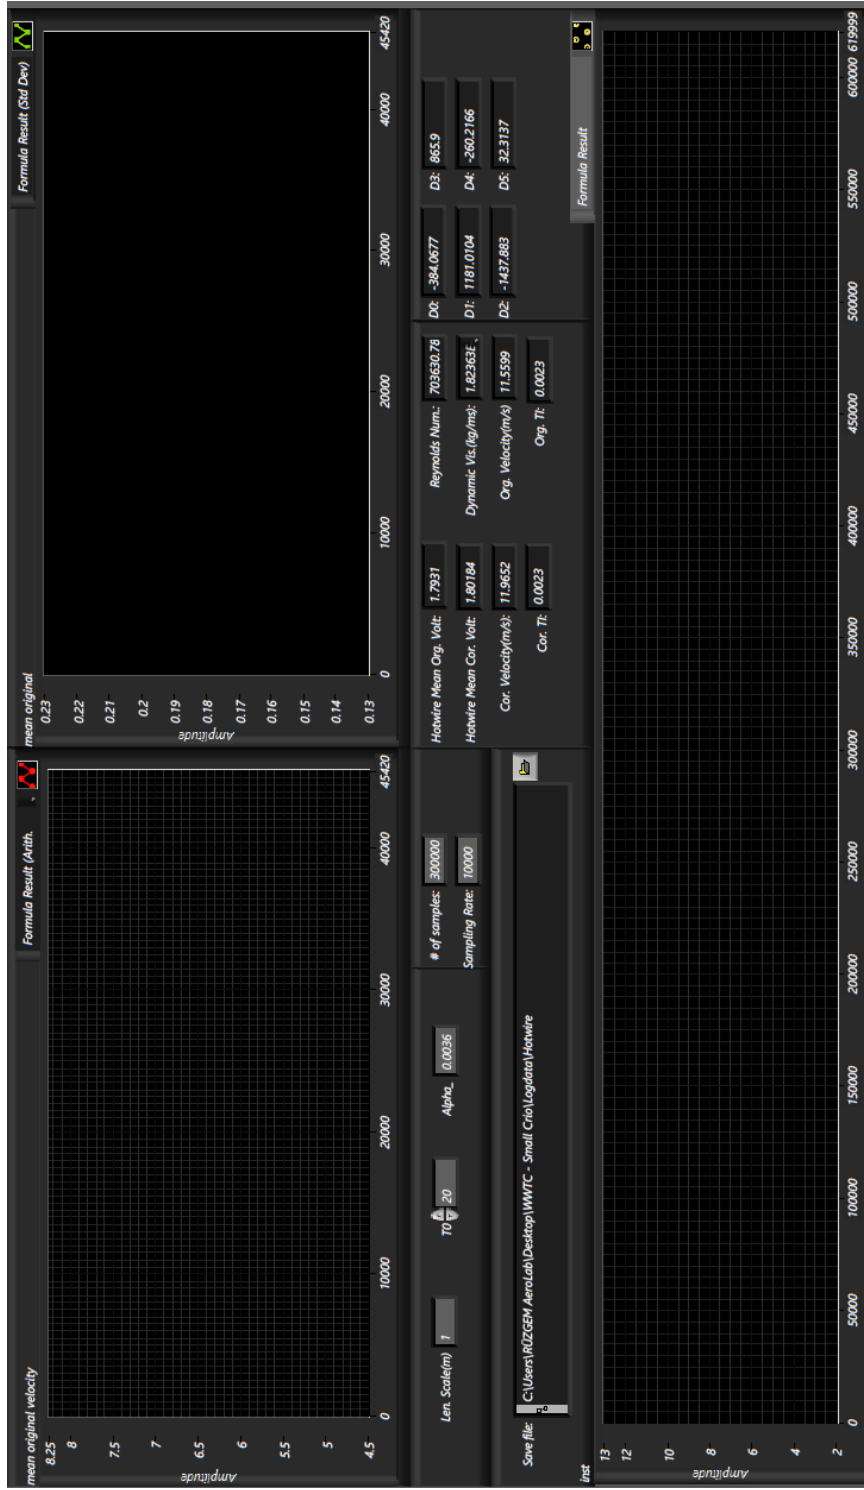 mean original velocity
Formula Result (Arith.
Amplitude
8.25
8
7.5
7
6.5
6
5.5
5
4.5
0
10000
20000
30000
40000
45420
mean original
Formula Result (Std Dev)
Amplitude
0.23
0.22
0.21
0.2
0.19
0.18
0.17
0.16
0.15
0.14
0.13
0
10000
20000
30000
40000
45420
Len. Scale(m) 1
T0 20
Alpha_ 0.0036
# of samples: 300000
Sampling Rate: 10000
Save file: C:\Users\RÜZGEM AeroLab\Desktop\WWTC - Small Crio\Logdata\Hotwire
Hotwire Mean Org. Volt: 1.7931
Hotwire Mean Cor. Volt: 1.80184
Cor. Velocity(m/s): 11.9652
Cor. TI: 0.0023
Reynolds Num.: 703630.78
Dynamic Vis.(kg/ms): 1.82363E
Org. Velocity(m/s) 11.5599
Org. TI: 0.0023
D0: -384.0677
D1: 1181.0104
D2: -1437.883
D3: 865.9
D4: -260.2166
D5: 32.3137
inst
Formula Result
Amplitude
13
12
10
8
6
4
2
0
50000
100000
150000
200000
250000
300000
350000
400000
450000
500000
550000
600000
619999